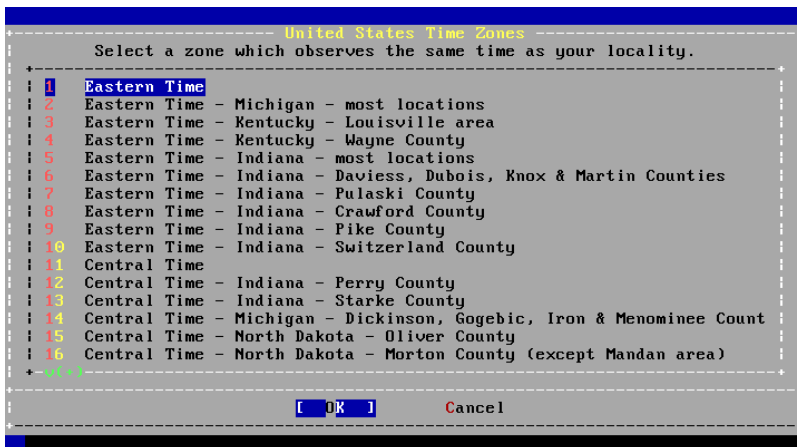 United States Time Zones
Select a zone which observes the same time as your locality.
1 Eastern Time
2 Eastern Time - Michigan - most locations
3 Eastern Time - Kentucky - Louisville area
4 Eastern Time - Kentucky - Wayne County
5 Eastern Time - Indiana - most locations
6 Eastern Time - Indiana - Daviess, Dubois, Knox & Martin Counties
7 Eastern Time - Indiana - Pulaski County
8 Eastern Time - Indiana - Crawford County
9 Eastern Time - Indiana - Pike County
10 Eastern Time - Indiana - Switzerland County
11 Central Time
12 Central Time - Indiana - Perry County
13 Central Time - Indiana - Starke County
14 Central Time - Michigan - Dickinson, Gogebic, Iron & Menominee Count
15 Central Time - North Dakota - Oliver County
16 Central Time - North Dakota - Morton County (except Mandan area)
v(+)
[ OK ] Cancel